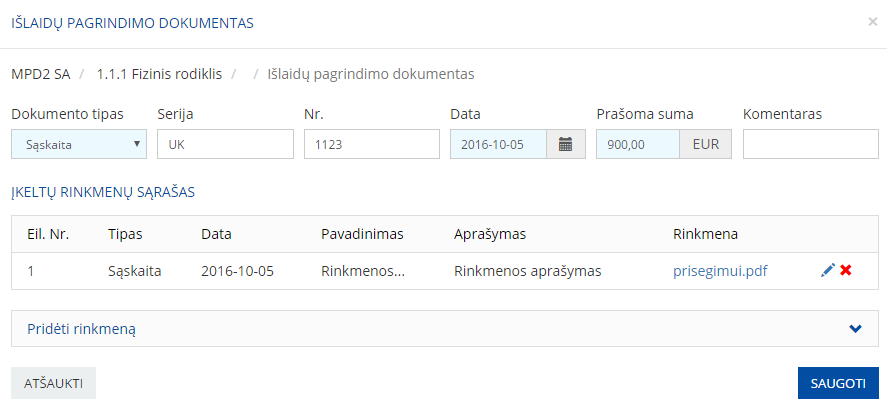 IŠLAIDŲ PAGRINDIMO DOKUMENTAS ×
MPD2 SA / 1.1.1 Fizinis rodiklis / / Išlaidų pagrindimo dokumentas
Dokumento tipas Serija Nr. Data Prašoma suma Komentaras
Sąskaita UK 1123 2016-10-05 900,00 EUR
ĮKELTŲ RINKMENŲ SĄRAŠAS
Eil. Nr. Tipas Data Pavadinimas Aprašymas Rinkmena
1 Sąskaita 2016-10-05 Rinkmenos... Rinkmenos aprašymas prisegimui.pdf
Pridėti rinkmeną
ATŠAUKTI SAUGOTI